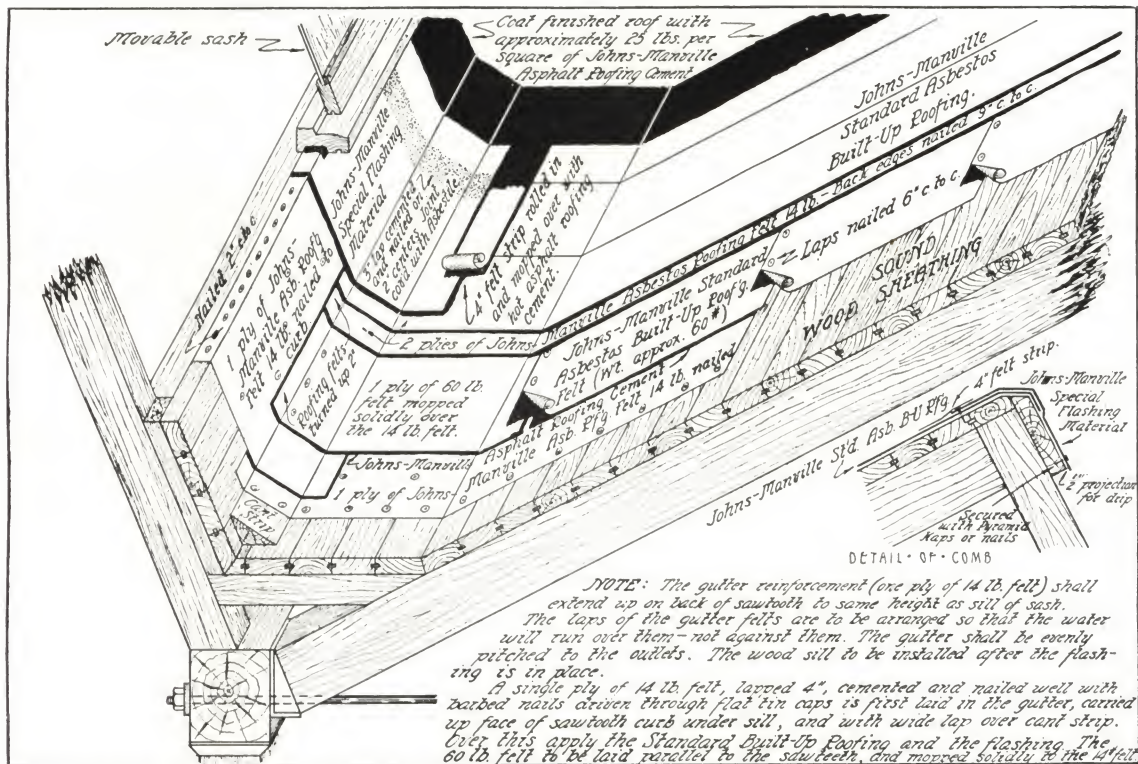 Movable sash
Coat finished roof with
approximately 25 lbs. per
square of Johns-Manville
Asphalt Roofing Cement
Nailed 2" c. to c.
1 ply of Johns-
Manville Asb. Roof'g
felt 14 lb. nailed to
curb
Johns-Manville
Special Flashing
Material
3" lap cemented
and nailed on
2" centers. Joints
cov'd with Asbestile
4" felt strip rolled in
and mopped over with
hot asphalt roofing
cement.
Roofing felts
turned up 2"
1 ply of 60 lb.
felt mopped
solidly over
the 14 lb. felt.
Cant
Strip
2 plies of Johns-Manville Asbestos Roofing felt 14 lb.-Back edges nailed 9" c. to c.
Johns-Manville
Standard Asbestos
Built-Up Roofing.
Laps nailed 6" c to c.
Johns-Manville Standard
Asbestos Built-Up Roof'g.
felt (Wt. approx. 60#)
Johns-Manville Asphalt Roofing Cement
1 ply of Johns-Manville Asb. R'fg. felt 14 lb. nailed
SOUND
WOOD SHEATHING
Johns-Manville St'd. Asb. B-U R'fg.
4" felt strip.
Johns-Manville
Special
Flashing
Material
1/2" projection
for drip
Secured
with Pyramid
Kaps or nails
DETAIL · OF · COMB
NOTE: The gutter reinforcement (one ply of 14 lb. felt) shall
extend up on back of sawtooth to same height as sill of sash.
The laps of the gutter felts are to be arranged so that the water
will run over them—not against them. The gutter shall be evenly
pitched to the outlets. The wood sill to be installed after the flash-
ing is in place.
A single ply of 14 lb. felt, lapped 4", cemented and nailed well with
barbed nails driven through flat tin caps is first laid in the gutter, carried
up face of sawtooth curb under sill, and with wide lap over cant strip.
Over this apply the Standard Built-Up Roofing and the flashing. The
60 lb. felt to be laid parallel to the sawteeth, and mopped solidly to the 14# felt.